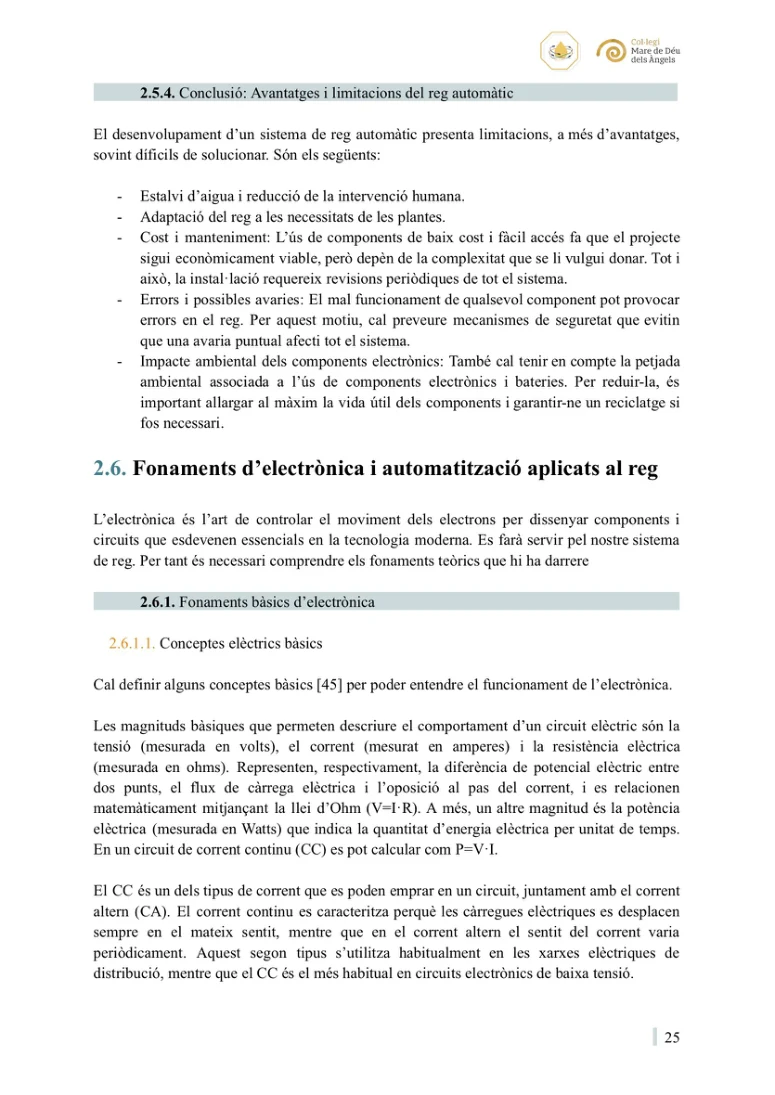 Col·legi
Mare de Déu
dels Àngels
2.5.4. Conclusió: Avantatges i limitacions del reg automàtic
El desenvolupament d’un sistema de reg automàtic presenta limitacions, a més d’avantatges,
sovint díficils de solucionar. Són els següents:
- Estalvi d’aigua i reducció de la intervenció humana.
- Adaptació del reg a les necessitats de les plantes.
- Cost i manteniment: L’ús de components de baix cost i fàcil accés fa que el projecte
sigui econòmicament viable, però depèn de la complexitat que se li vulgui donar. Tot i
això, la instal·lació requereix revisions periòdiques de tot el sistema.
- Errors i possibles avaries: El mal funcionament de qualsevol component pot provocar
errors en el reg. Per aquest motiu, cal preveure mecanismes de seguretat que evitin
que una avaria puntual afecti tot el sistema.
- Impacte ambiental dels components electrònics: També cal tenir en compte la petjada
ambiental associada a l’ús de components electrònics i bateries. Per reduir-la, és
important allargar al màxim la vida útil dels components i garantir-ne un reciclatge si
fos necessari.
2.6. Fonaments d’electrònica i automatització aplicats al reg
L’electrònica és l’art de controlar el moviment dels electrons per dissenyar components i
circuits que esdevenen essencials en la tecnologia moderna. Es farà servir pel nostre sistema
de reg. Per tant és necessari comprendre els fonaments teòrics que hi ha darrere
2.6.1. Fonaments bàsics d’electrònica
2.6.1.1. Conceptes elèctrics bàsics
Cal definir alguns conceptes bàsics [45] per poder entendre el funcionament de l’electrònica.
Les magnituds bàsiques que permeten descriure el comportament d’un circuit elèctric són la
tensió (mesurada en volts), el corrent (mesurat en amperes) i la resistència elèctrica
(mesurada en ohms). Representen, respectivament, la diferència de potencial elèctric entre
dos punts, el flux de càrrega elèctrica i l’oposició al pas del corrent, i es relacionen
matemàticament mitjançant la llei d’Ohm (V=I·R). A més, un altre magnitud és la potència
elèctrica (mesurada en Watts) que indica la quantitat d’energia elèctrica per unitat de temps.
En un circuit de corrent continu (CC) es pot calcular com P=V·I.
El CC és un dels tipus de corrent que es poden emprar en un circuit, juntament amb el corrent
altern (CA). El corrent continu es caracteritza perquè les càrregues elèctriques es desplacen
sempre en el mateix sentit, mentre que en el corrent altern el sentit del corrent varia
periòdicament. Aquest segon tipus s’utilitza habitualment en les xarxes elèctriques de
distribució, mentre que el CC és el més habitual en circuits electrònics de baixa tensió.
25